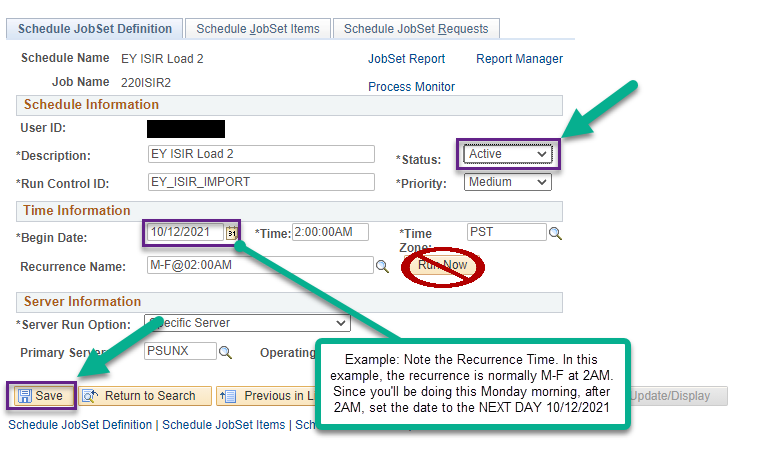 Schedule JobSet Definition Schedule JobSet Items Schedule JobSet Requests
Schedule Name EY ISIR Load 2 JobSet Report Report Manager
Job Name 220ISIR2 Process Monitor
Schedule Information
User ID:
*Description: EY ISIR Load 2 *Status: Active
*Run Control ID: EY_ISIR_IMPORT *Priority: Medium
Time Information
*Begin Date: 10/12/2021 31 *Time: 2:00:00AM *Time Zone: PST
Recurrence Name: M-F@02:00AM Run Now
Server Information
*Server Run Option: Specific Server
Primary Server PSUNX Operating
Example: Note the Recurrence Time. In this
example, the recurrence is normally M-F at 2AM.
Since you'll be doing this Monday morning, after
2AM, set the date to the NEXT DAY 10/12/2021
Save Return to Search Previous in Li Update/Display
Schedule JobSet Definition | Schedule JobSet Items | Sch